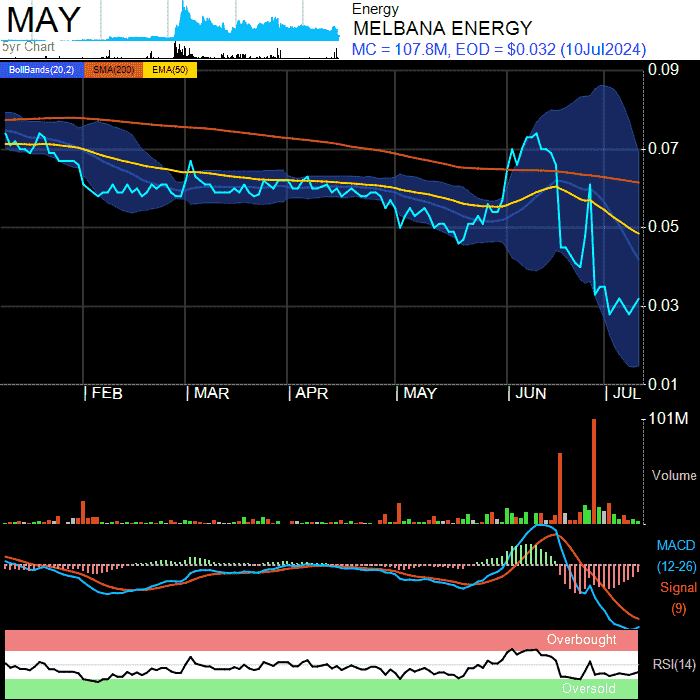 MAY
5yr Chart
Energy
MELBANA ENERGY
MC = 107.8M, EOD = $0.032 (10Jul2024)
BollBands(20,2) SMA(200) EMA(50)
0.09
0.07
0.05
0.03
0.01
FEB MAR APR MAY JUN JUL
101M
Volume
MACD
(12-26)
Signal
(9)
Overbought
RSI(14)
Oversold